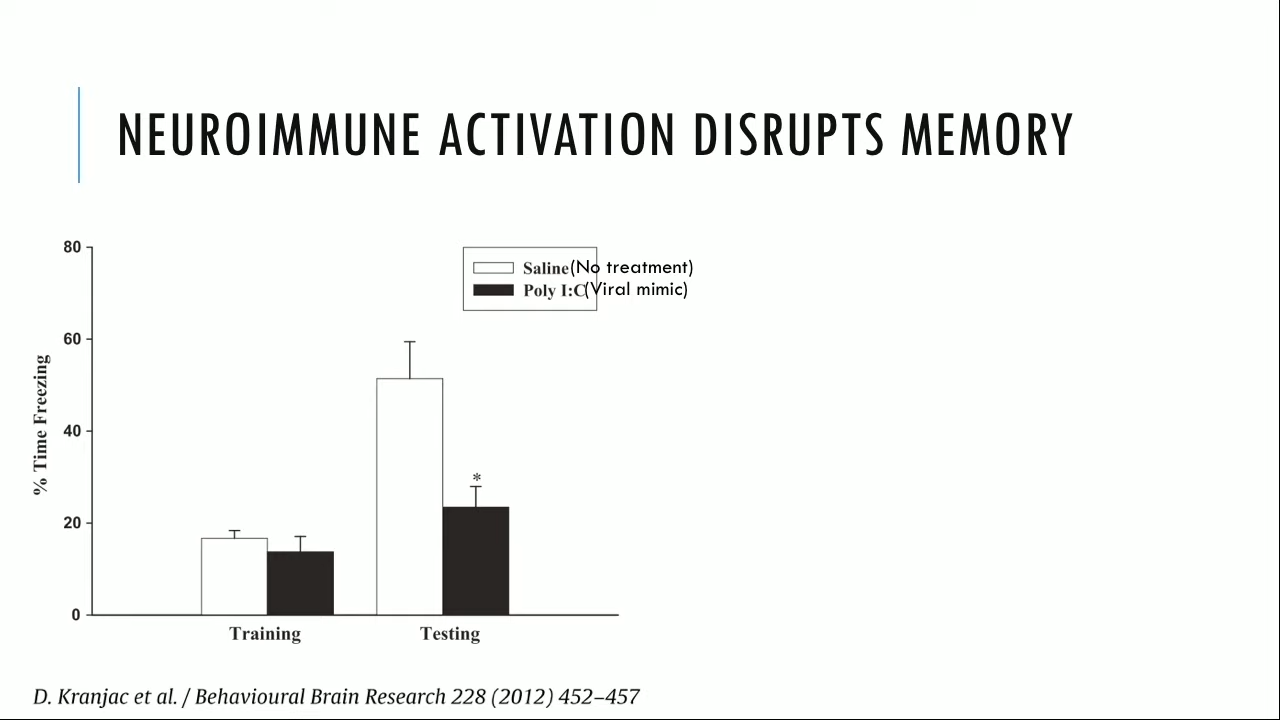 NEUROIMMUNE ACTIVATION DISRUPTS MEMORY
80
Saline (No treatment)
Poly I:C (Viral mimic)
60
40
20
0
% Time Freezing
*
Training Testing
D. Kranjac et al. / Behavioural Brain Research 228 (2012) 452–457